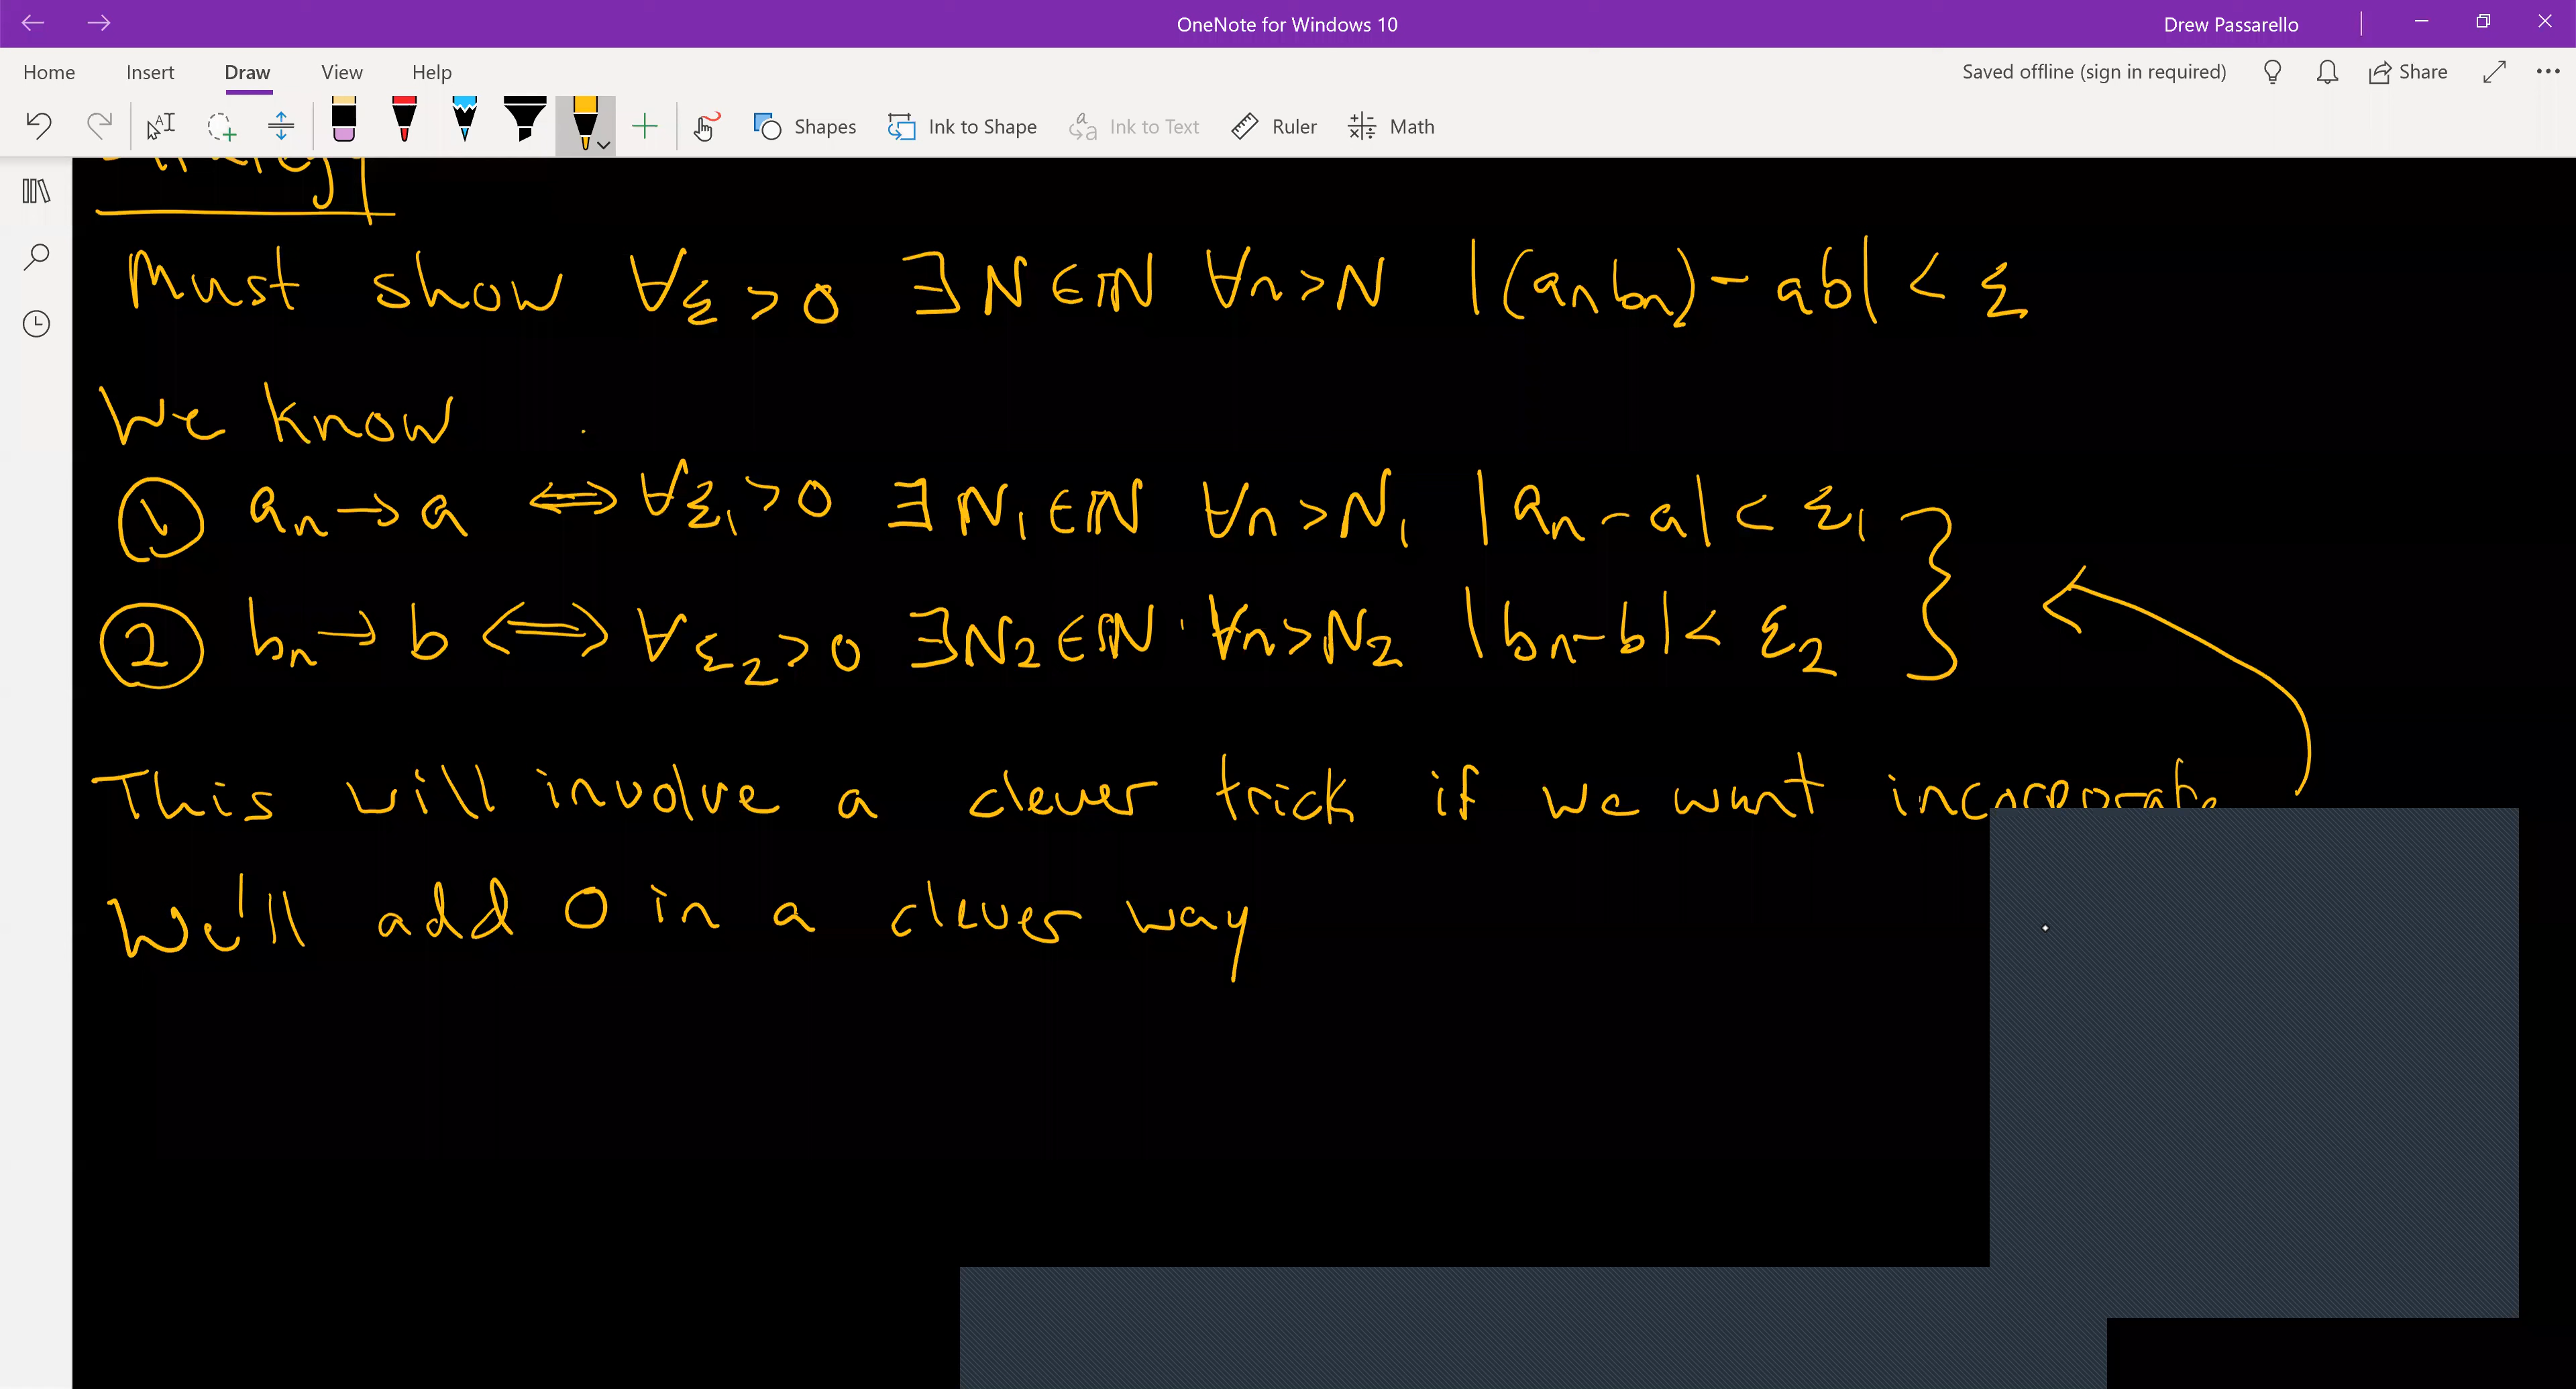 OneNote for Windows 10
Drew Passarello
Home Insert Draw View Help
Saved offline (sign in required) Share
Shapes Ink to Shape Ink to Text Ruler Math
Must show ∀ε > 0 ∃N∈ℕ ∀n>N |(aₙbₙ) - ab| < ε
We know
① aₙ → a ⟺ ∀ε₁ > 0 ∃N₁∈ℕ ∀n>N₁ |aₙ - a| < ε₁
② bₙ → b ⟺ ∀ε₂ > 0 ∃N₂∈ℕ ∀n>N₂ |bₙ - b| < ε₂
This will involve a clever trick if we want incorporate
We'll add 0 in a clever way